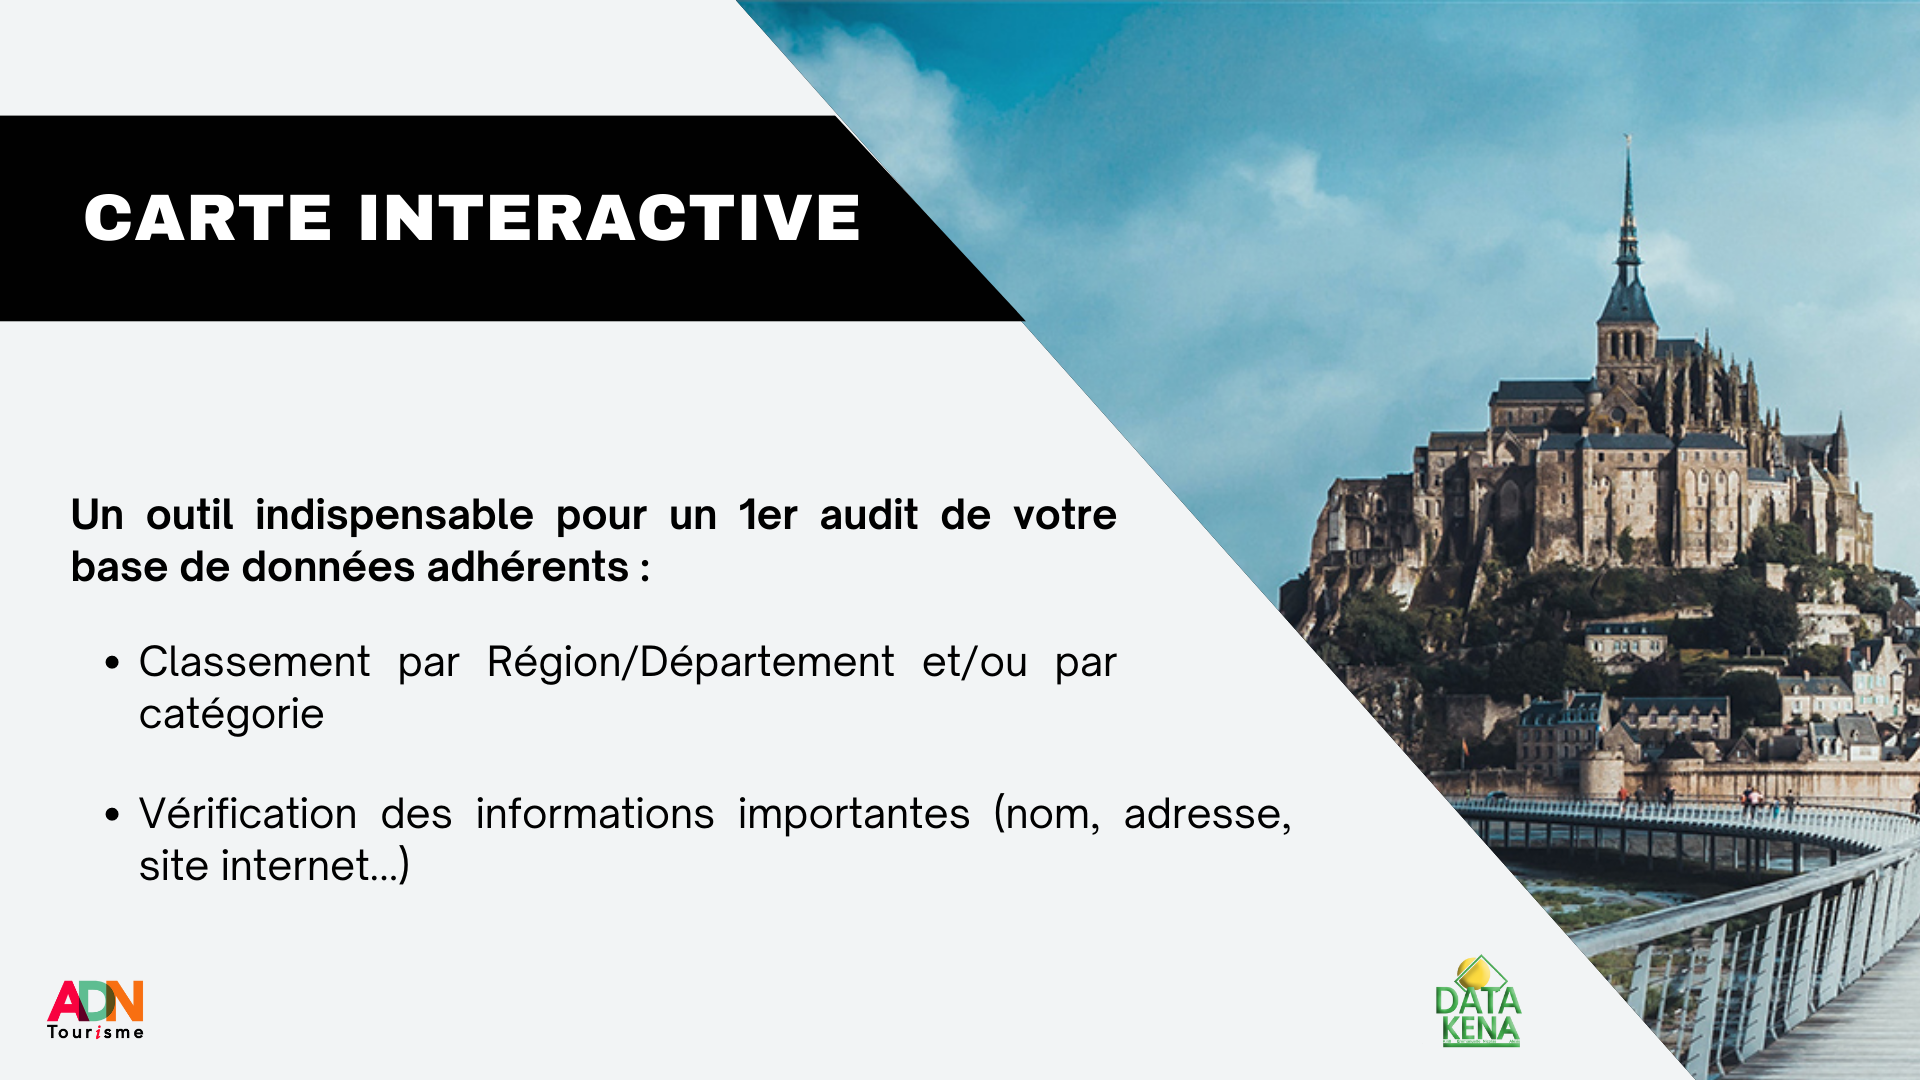 CARTE INTERACTIVE
Un outil indispensable pour un 1er audit de votre
base de données adhérents :
• Classement par Région/Département et/ou par
catégorie
• Vérification des informations importantes (nom, adresse,
site internet...)
ADN
Tourisme
DATA
KENA